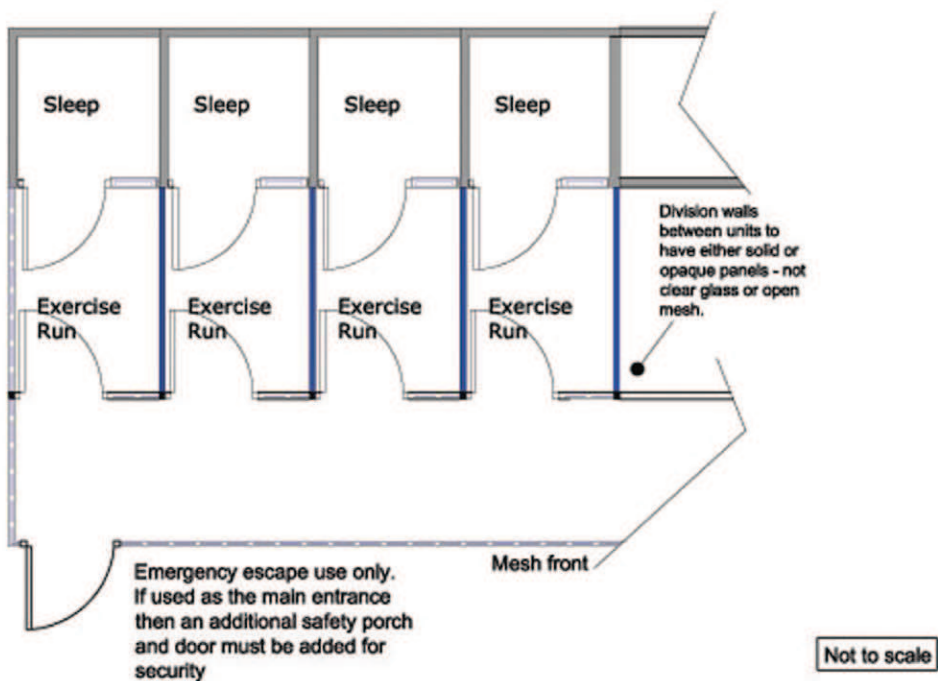 Sleep
Sleep
Sleep
Sleep
Division walls
between units to
have either solid or
opaque panels - not
clear glass or open
mesh.
Exercise
Run
Exercise
Run
Exercise
Run
Exercise
Run
Mesh front
Emergency escape use only.
If used as the main entrance
then an additional safety porch
and door must be added for
security
Not to scale